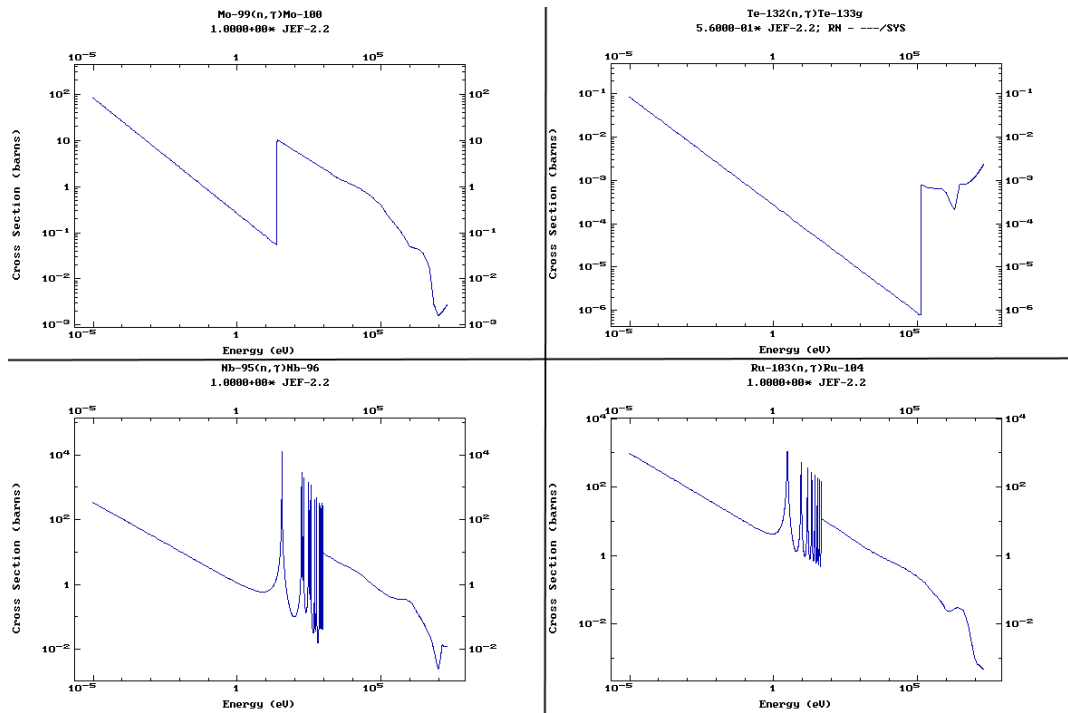 Mo-99(n,γ)Mo-100
1.0000+00* JEF-2.2
10-5 1 105
102 102
10 10
1 1
10-1 10-1
10-2 10-2
10-3 10-3
10-5 1 105
Cross Section (barns)
Energy (eV)
Te-132(n,γ)Te-133g
5.6000-01* JEF-2.2; RN - ---/SYS
10-5 1 105
10-1 10-1
10-2 10-2
10-3 10-3
10-4 10-4
10-5 10-5
10-6 10-6
10-5 1 105
Cross Section (barns)
Energy (eV)
Nb-95(n,γ)Nb-96
1.0000+00* JEF-2.2
10-5 1 105
104 104
102 102
1 1
10-2 10-2
10-5 1 105
Cross Section (barns)
Energy (eV)
Ru-103(n,γ)Ru-104
1.0000+00* JEF-2.2
10-5 1 105
104 104
102 102
1 1
10-2 10-2
10-5 1 105
Cross Section (barns)
Energy (eV)